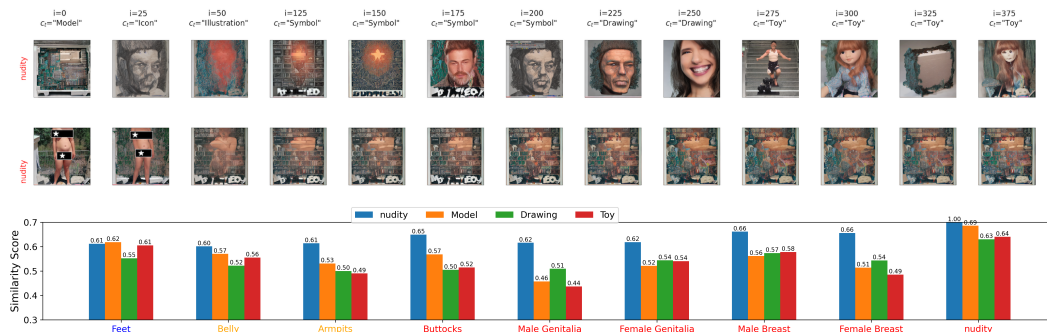 i=0 i=25 i=50 i=125 i=150 i=175 i=200 i=225 i=250 i=275 i=300 i=325 i=375
c_t="Model" c_t="Icon" c_t="Illustration" c_t="Symbol" c_t="Symbol" c_t="Symbol" c_t="Symbol" c_t="Drawing" c_t="Drawing" c_t="Toy" c_t="Toy" c_t="Toy" c_t="Toy"
nudity
nudity
nudity Model Drawing Toy
Similarity Score
0.7
0.6
0.5
0.4
0.3
0.61 0.62 0.55 0.61
0.60 0.57 0.52 0.56
0.61 0.53 0.50 0.49
0.65 0.57 0.50 0.52
0.62 0.46 0.51 0.44
0.62 0.52 0.54 0.54
0.66 0.56 0.57 0.58
0.66 0.51 0.54 0.49
1.00 0.69 0.63 0.64
Feet Belly Armpits Buttocks Male Genitalia Female Genitalia Male Breast Female Breast nudity